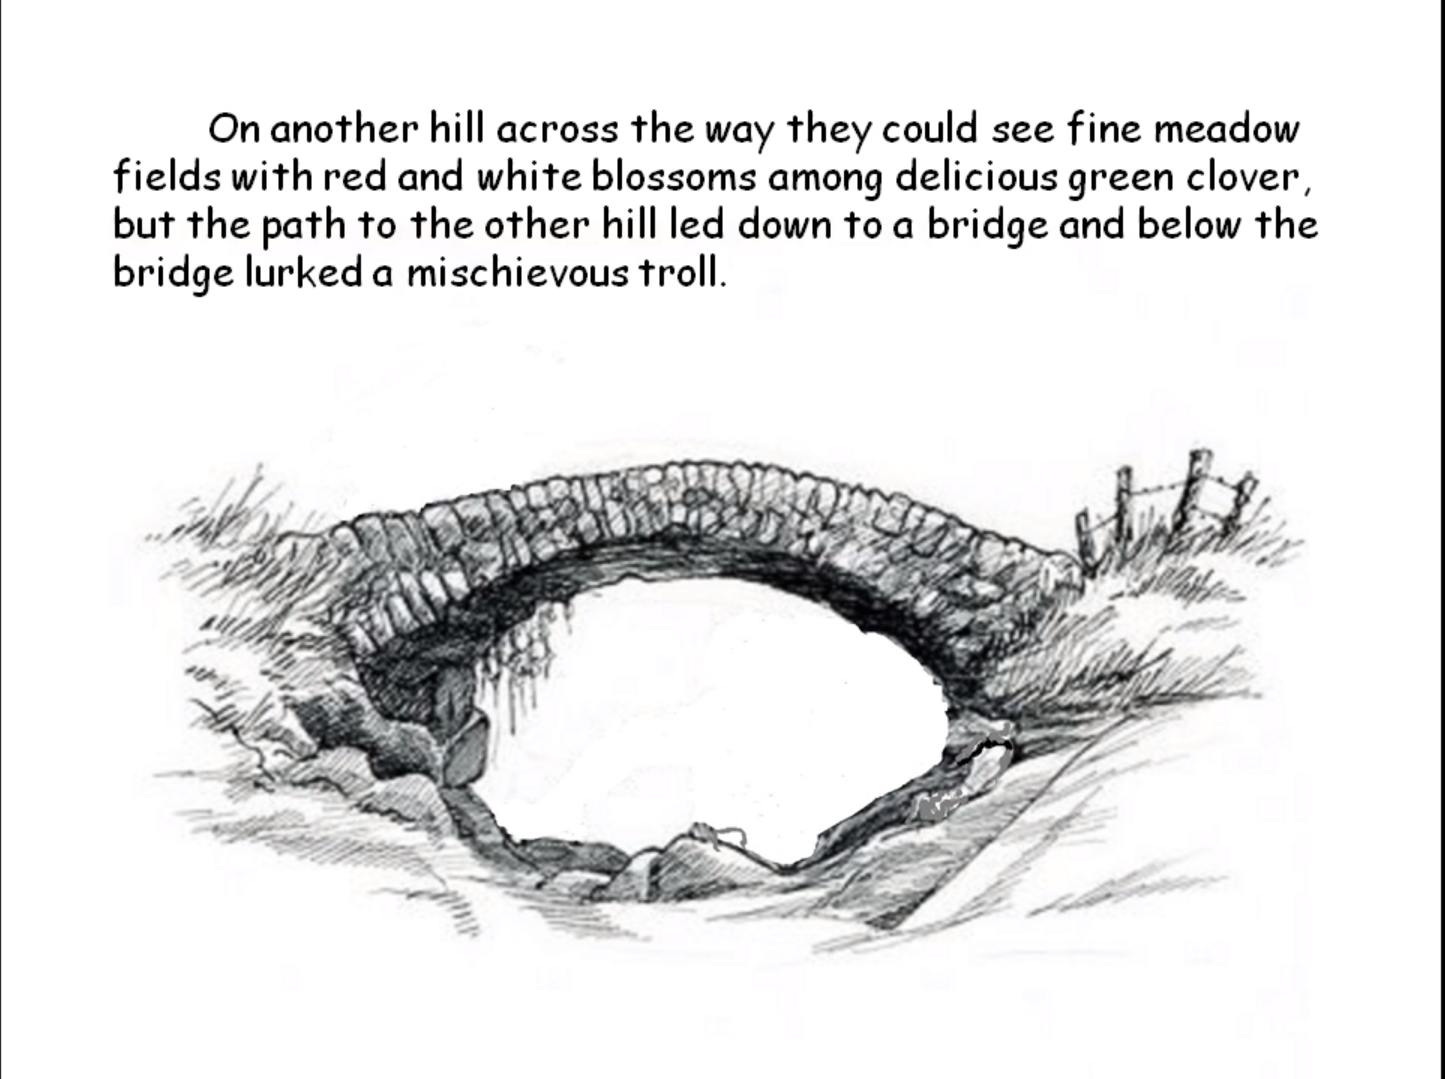 On another hill across the way they could see fine meadow
fields with red and white blossoms among delicious green clover,
but the path to the other hill led down to a bridge and below the
bridge lurked a mischievous troll.